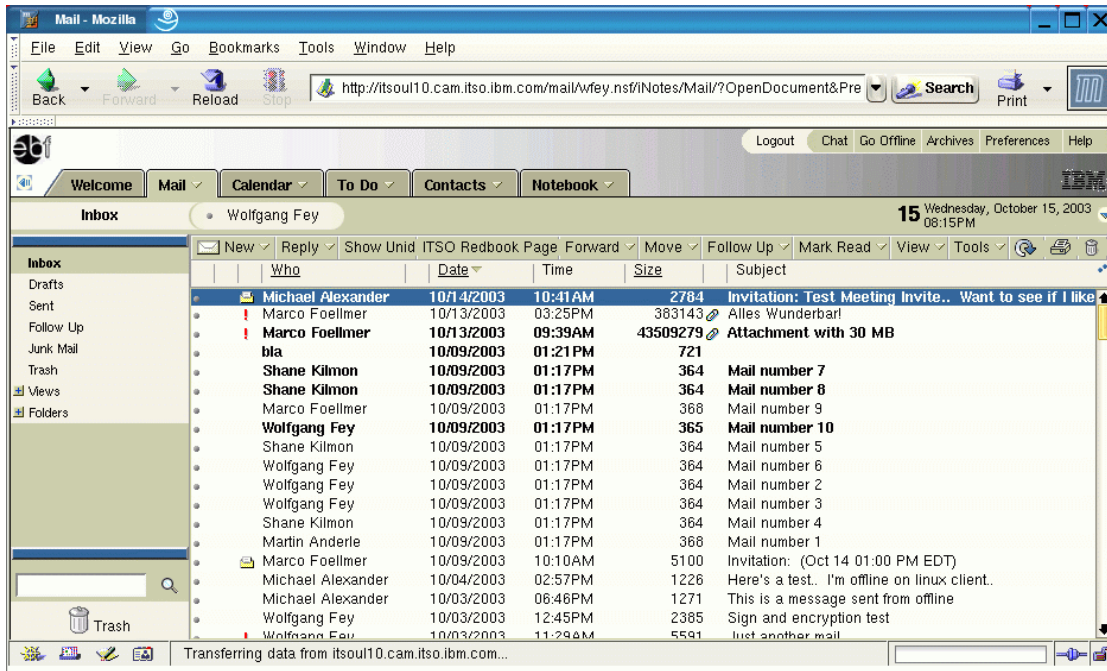 Mail - Mozilla
File Edit View Go Bookmarks Tools Window Help
Back Forward Reload Stop http://itsoul10.cam.itso.ibm.com/mail/wfey.nsf/iNotes/Mail/?OpenDocument&Pre Search Print
ebf Logout Chat Go Offline Archives Preferences Help
Welcome Mail Calendar To Do Contacts Notebook IBM
Inbox Wolfgang Fey 15 Wednesday, October 15, 2003
08:15PM
New Reply Show Unid ITSO Redbook Page Forward Move Follow Up Mark Read View Tools
Inbox
Drafts
Sent
Follow Up
Junk Mail
Trash
Views
Folders
Trash
Who Date Time Size Subject
Michael Alexander 10/14/2003 10:41AM 2784 Invitation: Test Meeting Invite.. Want to see if I like
! Marco Foellmer 10/13/2003 03:25PM 383143 Alles Wunderbar!
! Marco Foellmer 10/13/2003 09:39AM 43509279 Attachment with 30 MB
bla 10/09/2003 01:21PM 721
Shane Kilmon 10/09/2003 01:17PM 364 Mail number 7
Shane Kilmon 10/09/2003 01:17PM 364 Mail number 8
Marco Foellmer 10/09/2003 01:17PM 368 Mail number 9
Wolfgang Fey 10/09/2003 01:17PM 365 Mail number 10
Shane Kilmon 10/09/2003 01:17PM 364 Mail number 5
Wolfgang Fey 10/09/2003 01:17PM 364 Mail number 6
Wolfgang Fey 10/09/2003 01:17PM 364 Mail number 2
Wolfgang Fey 10/09/2003 01:17PM 364 Mail number 3
Shane Kilmon 10/09/2003 01:17PM 364 Mail number 4
Martin Anderle 10/09/2003 01:17PM 368 Mail number 1
Marco Foellmer 10/09/2003 10:10AM 5100 Invitation: (Oct 14 01:00 PM EDT)
Michael Alexander 10/04/2003 02:57PM 1226 Here's a test.. I'm offline on linux client..
Michael Alexander 10/03/2003 06:46PM 1271 This is a message sent from offline
Wolfgang Fey 10/03/2003 12:45PM 2385 Sign and encryption test
! Wolfgang Fey 10/03/2003 11:29AM 5591 Just another mail
Transferring data from itsoul10.cam.itso.ibm.com...